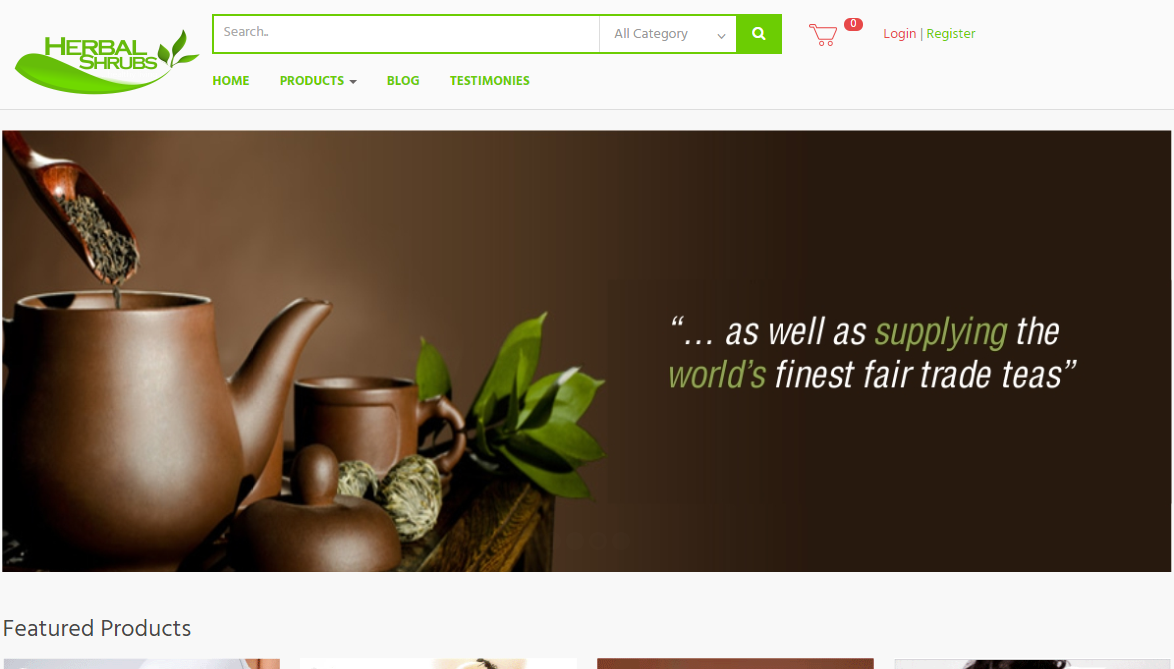 HERBAL
SHRUBS
Search..
All Category
0
Login | Register
HOME
PRODUCTS
BLOG
TESTIMONIES
“... as well as supplying the
world’s finest fair trade teas”
Featured Products